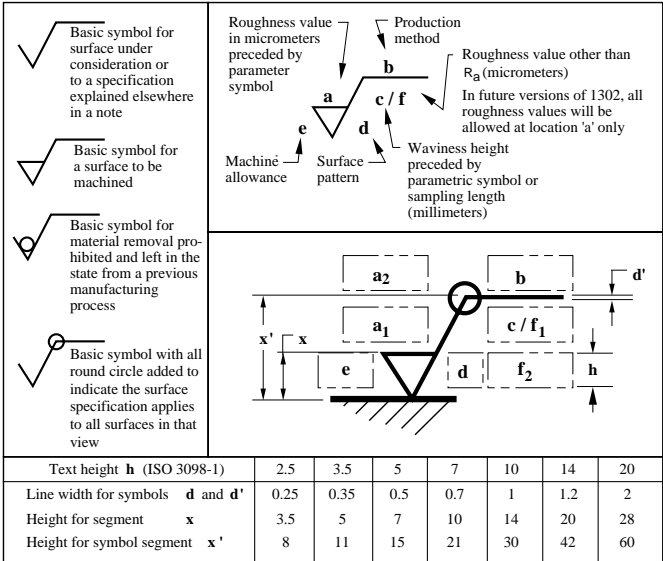 Basic symbol for
surface under
consideration or
to a specification
explained elsewhere
in a note
Basic symbol for
a surface to be
machined
Basic symbol for
material removal pro-
hibited and left in the
state from a previous
manufacturing
process
Basic symbol with all
round circle added to
indicate the surface
specification applies
to all surfaces in that
view
Roughness value
in micrometers
preceded by
parameter
symbol
Production
method
Roughness value other than
Ra (micrometers)
In future versions of 1302, all
roughness values will be
allowed at location 'a' only
b
a
c / f
e
d
Machine
allowance
Surface
pattern
Waviness height
preceded by
parametric symbol or
sampling length
(millimeters)
a2
b
d'
x'
x
a1
c / f1
e
d
f2
h
Text height h (ISO 3098-1) 2.5 3.5 5 7 10 14 20
Line width for symbols d and d' 0.25 0.35 0.5 0.7 1 1.2 2
Height for segment x 3.5 5 7 10 14 20 28
Height for symbol segment x' 8 11 15 21 30 42 60